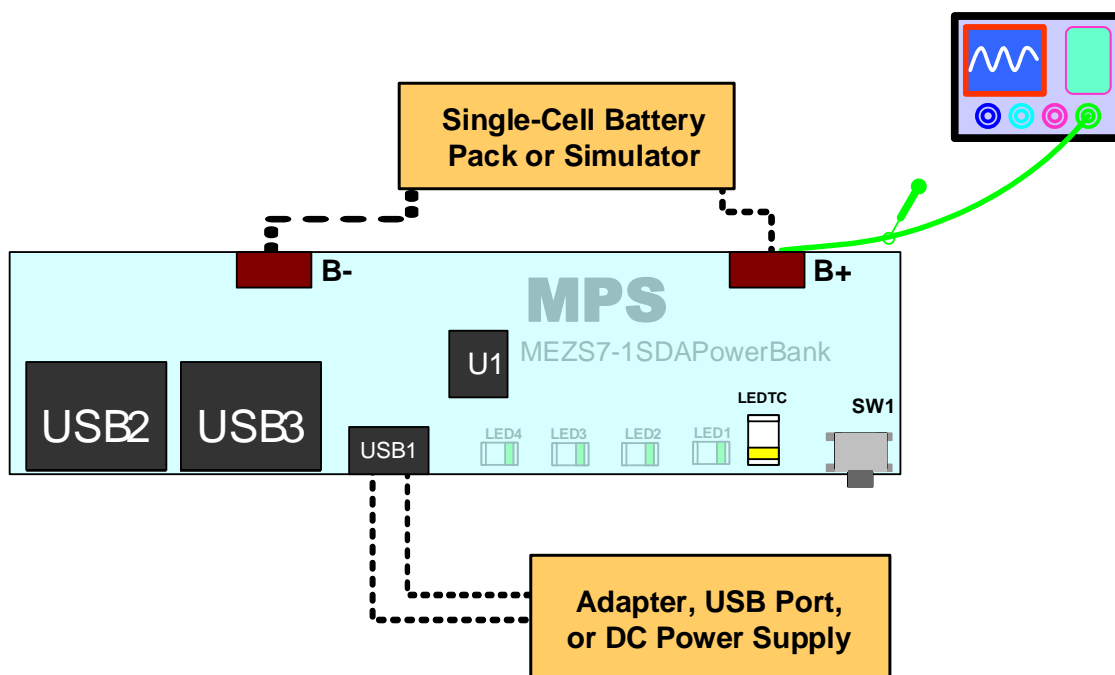 Single-Cell Battery
Pack or Simulator
B-
B+
MPS
MEZS7-1SDAPowerBank
U1
USB2
USB3
USB1
LED4
LED3
LED2
LED1
LEDTC
SW1
Adapter, USB Port,
or DC Power Supply